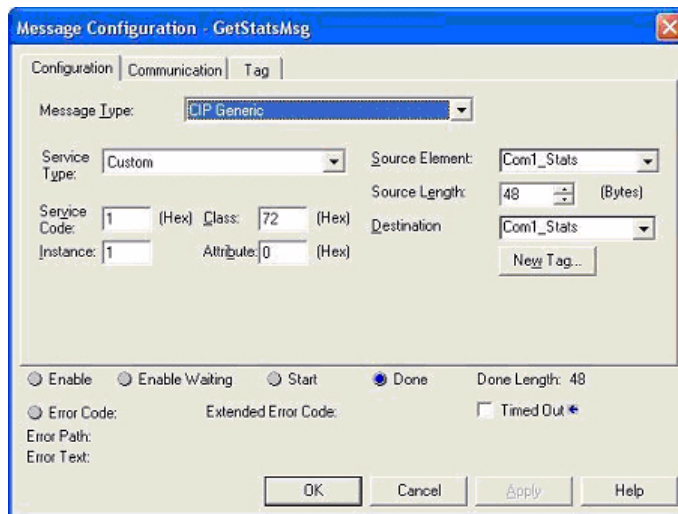 Message Configuration - GetStatsMsg
Configuration Communication Tag
Message Type: CIP Generic
Service Type: Custom
Source Element: Com1_Stats
Source Length: 48 (Bytes)
Service Code: 1 (Hex) Class: 72 (Hex)
Destination Com1_Stats
Instance: 1 Attribute: 0 (Hex)
New Tag...
Enable Enable Waiting Start Done Done Length: 48
Error Code: Extended Error Code: Timed Out
Error Path:
Error Text:
OK Cancel Apply Help